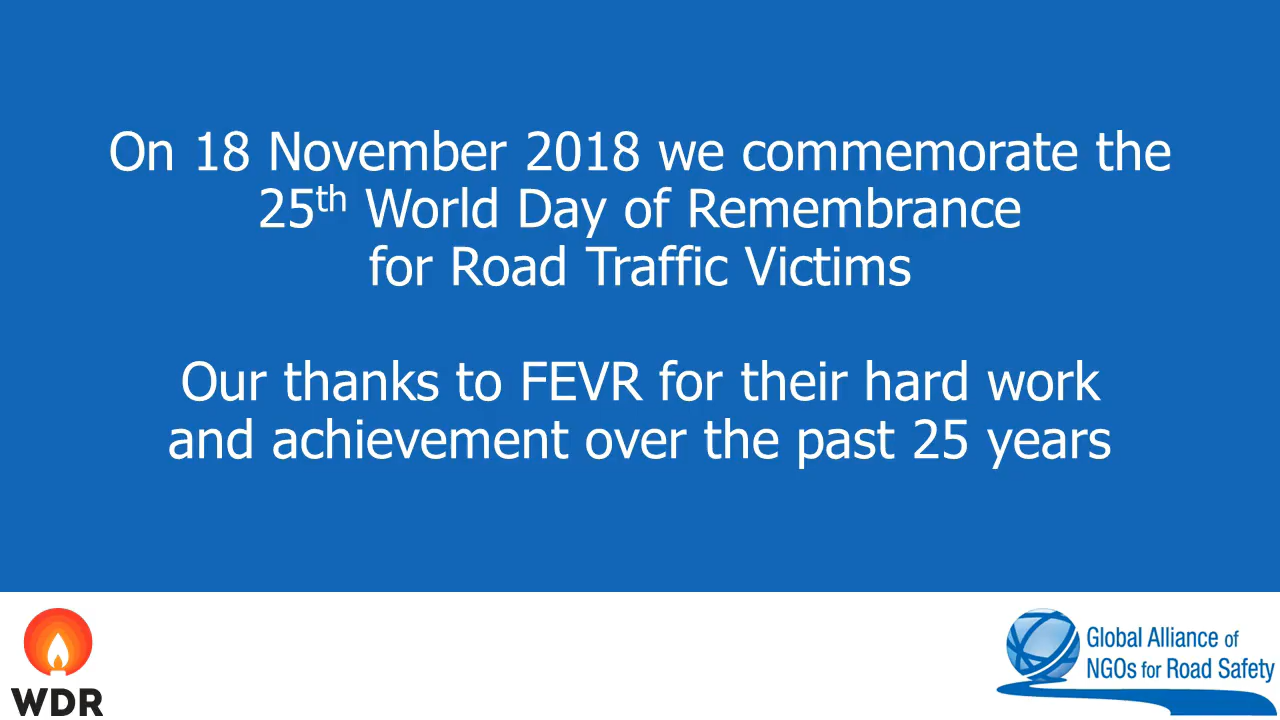 On 18 November 2018 we commemorate the
25th World Day of Remembrance
for Road Traffic Victims
Our thanks to FEVR for their hard work
and achievement over the past 25 years
WDR
Global Alliance of
NGOs for Road Safety